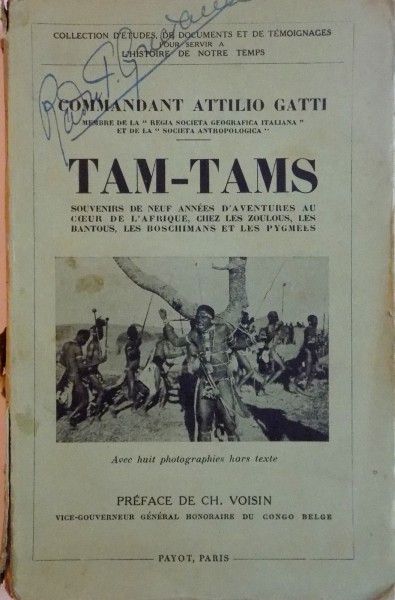 COLLECTION D'ÉTUDES, DE DOCUMENTS ET DE TÉMOIGNAGES
POUR SERVIR A
L'HISTOIRE DE NOTRE TEMPS
COMMANDANT ATTILIO GATTI
MEMBRE DE LA " REGIA SOCIETA GEOGRAFICA ITALIANA "
ET DE LA " SOCIETA ANTROPOLOGICA "
TAM-TAMS
SOUVENIRS DE NEUF ANNÉES D'AVENTURES AU
CŒUR DE L'AFRIQUE, CHEZ LES ZOULOUS, LES
BANTOUS, LES BOSCHIMANS ET LES PYGMEES
Avec huit photographies hors texte
PRÉFACE DE CH. VOISIN
VICE-GOUVERNEUR GÉNÉRAL HONORAIRE DU CONGO BELGE
PAYOT, PARIS